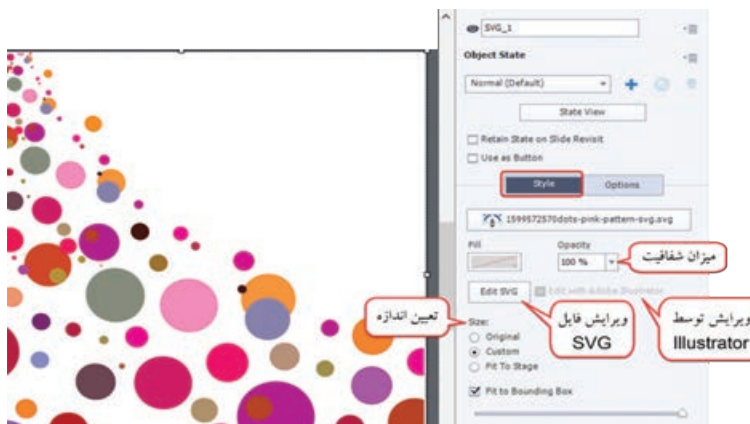 SVG_1
Object State
Normal (Default)
State View
Retain State on Slide Revisit
Use as Button
Style Options
1599572570dots-pink-pattern-svg.svg
Fill Opacity
100 %
میزان شفافیت
Edit SVG Edit with Adobe Illustrator
تعیین اندازه
ویرایش فایل
SVG
ویرایش توسط
Illustrator
Size:
Original
Custom
Fit To Stage
Fit to Bounding Box